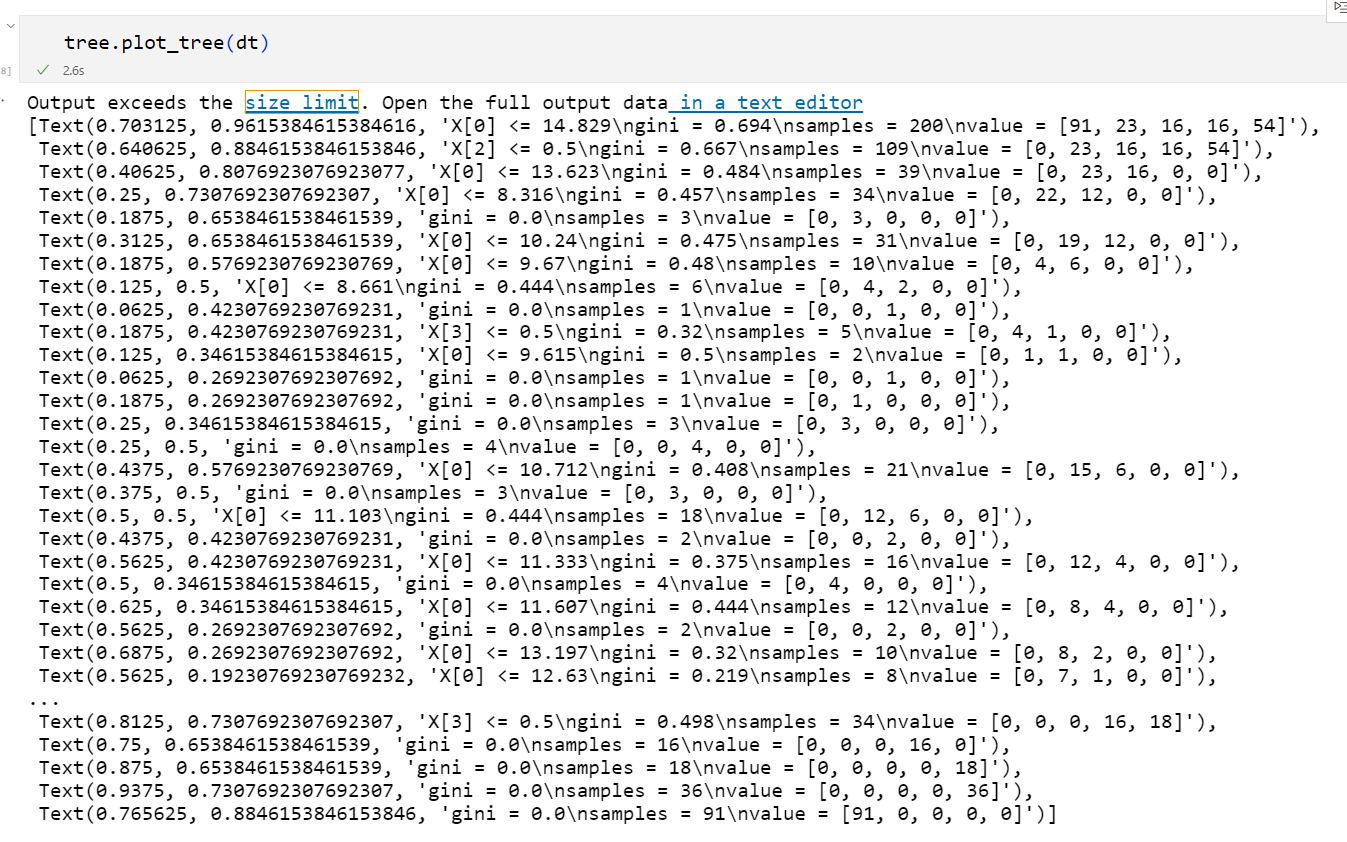 tree.plot_tree(dt)
8]
2.6s
Output exceeds the size limit. Open the full output data in a text editor
[Text(0.703125, 0.9615384615384616, 'X[0] <= 14.829\ngini = 0.694\nsamples = 200\nvalue = [91, 23, 16, 16, 54]'),
Text(0.640625, 0.8846153846153846, 'X[2] <= 0.5\ngini = 0.667\nsamples = 109\nvalue = [0, 23, 16, 16, 54]'),
Text(0.40625, 0.8076923076923077, 'X[0] <= 13.623\ngini = 0.484\nsamples = 39\nvalue = [0, 23, 16, 0, 0]'),
Text(0.25, 0.7307692307692307, 'X[0] <= 8.316\ngini = 0.457\nsamples = 34\nvalue = [0, 22, 12, 0, 0]'),
Text(0.1875, 0.6538461538461539, 'gini = 0.0\nsamples = 3\nvalue = [0, 3, 0, 0, 0]'),
Text(0.3125, 0.6538461538461539, 'X[0] <= 10.24\ngini = 0.475\nsamples = 31\nvalue = [0, 19, 12, 0, 0]'),
Text(0.1875, 0.5769230769230769, 'X[0] <= 9.67\ngini = 0.48\nsamples = 10\nvalue = [0, 4, 6, 0, 0]'),
Text(0.125, 0.5, 'X[0] <= 8.661\ngini = 0.444\nsamples = 6\nvalue = [0, 4, 2, 0, 0]'),
Text(0.0625, 0.4230769230769231, 'gini = 0.0\nsamples = 1\nvalue = [0, 0, 1, 0, 0]'),
Text(0.1875, 0.4230769230769231, 'X[3] <= 0.5\ngini = 0.32\nsamples = 5\nvalue = [0, 4, 1, 0, 0]'),
Text(0.125, 0.34615384615384615, 'X[0] <= 9.615\ngini = 0.5\nsamples = 2\nvalue = [0, 1, 1, 0, 0]'),
Text(0.0625, 0.2692307692307692, 'gini = 0.0\nsamples = 1\nvalue = [0, 0, 1, 0, 0]'),
Text(0.1875, 0.2692307692307692, 'gini = 0.0\nsamples = 1\nvalue = [0, 1, 0, 0, 0]'),
Text(0.25, 0.34615384615384615, 'gini = 0.0\nsamples = 3\nvalue = [0, 3, 0, 0, 0]'),
Text(0.25, 0.5, 'gini = 0.0\nsamples = 4\nvalue = [0, 0, 4, 0, 0]'),
Text(0.4375, 0.5769230769230769, 'X[0] <= 10.712\ngini = 0.408\nsamples = 21\nvalue = [0, 15, 6, 0, 0]'),
Text(0.375, 0.5, 'gini = 0.0\nsamples = 3\nvalue = [0, 3, 0, 0, 0]'),
Text(0.5, 0.5, 'X[0] <= 11.103\ngini = 0.444\nsamples = 18\nvalue = [0, 12, 6, 0, 0]'),
Text(0.4375, 0.4230769230769231, 'gini = 0.0\nsamples = 2\nvalue = [0, 0, 2, 0, 0]'),
Text(0.5625, 0.4230769230769231, 'X[0] <= 11.333\ngini = 0.375\nsamples = 16\nvalue = [0, 12, 4, 0, 0]'),
Text(0.5, 0.34615384615384615, 'gini = 0.0\nsamples = 4\nvalue = [0, 4, 0, 0, 0]'),
Text(0.625, 0.34615384615384615, 'X[0] <= 11.607\ngini = 0.444\nsamples = 12\nvalue = [0, 8, 4, 0, 0]'),
Text(0.5625, 0.2692307692307692, 'gini = 0.0\nsamples = 2\nvalue = [0, 0, 2, 0, 0]'),
Text(0.6875, 0.2692307692307692, 'X[0] <= 13.197\ngini = 0.32\nsamples = 10\nvalue = [0, 8, 2, 0, 0]'),
Text(0.5625, 0.19230769230769232, 'X[0] <= 12.63\ngini = 0.219\nsamples = 8\nvalue = [0, 7, 1, 0, 0]'),
...
Text(0.8125, 0.7307692307692307, 'X[3] <= 0.5\ngini = 0.498\nsamples = 34\nvalue = [0, 0, 0, 16, 18]'),
Text(0.75, 0.6538461538461539, 'gini = 0.0\nsamples = 16\nvalue = [0, 0, 0, 16, 0]'),
Text(0.875, 0.6538461538461539, 'gini = 0.0\nsamples = 18\nvalue = [0, 0, 0, 0, 18]'),
Text(0.9375, 0.7307692307692307, 'gini = 0.0\nsamples = 36\nvalue = [0, 0, 0, 0, 36]'),
Text(0.765625, 0.8846153846153846, 'gini = 0.0\nsamples = 91\nvalue = [91, 0, 0, 0, 0]')]